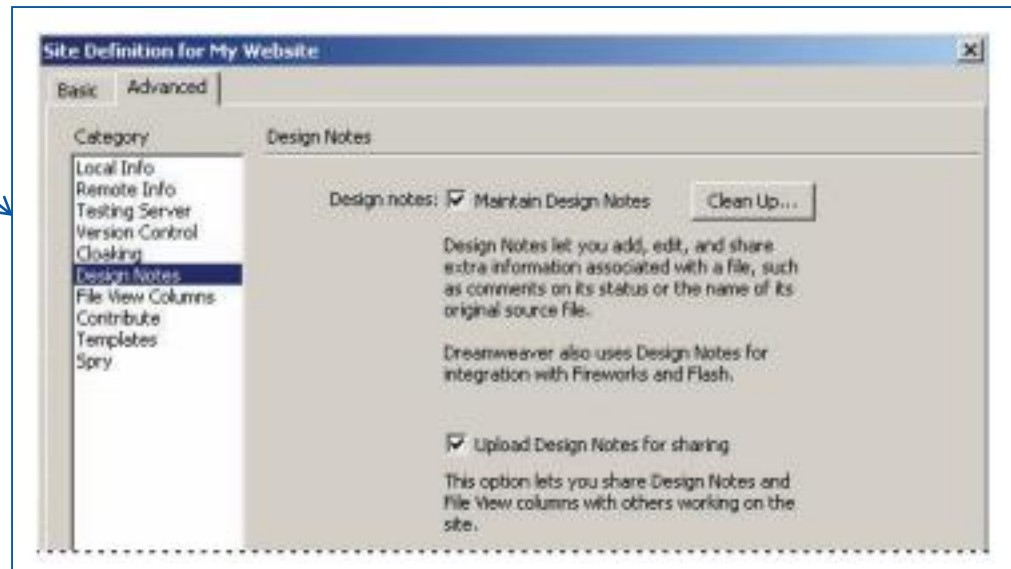 Site Definition for My Website
Basic Advanced
Category
Design Notes
Local Info
Remote Info
Testing Server
Version Control
Cloaking
Design Notes
File View Columns
Contribute
Templates
Spry
Design notes: Maintain Design Notes Clean Up...
Design Notes let you add, edit, and share
extra information associated with a file, such
as comments on its status or the name of its
original source file.
Dreamweaver also uses Design Notes for
integration with Fireworks and Flash.
Upload Design Notes for sharing
This option lets you share Design Notes and
File View columns with others working on the
site.